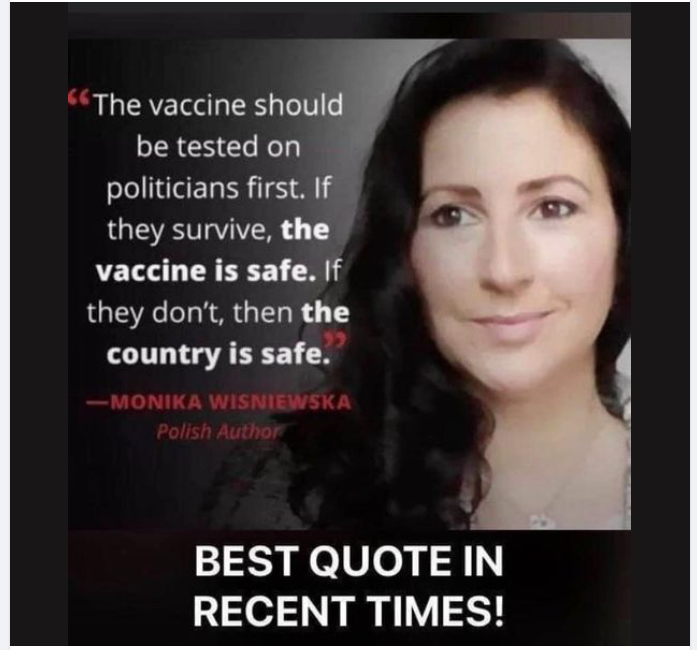 “The vaccine should
be tested on
politicians first. If
they survive, the
vaccine is safe. If
they don’t, then the
country is safe.”
—MONIKA WISNIEWSKA
Polish Author
BEST QUOTE IN
RECENT TIMES!